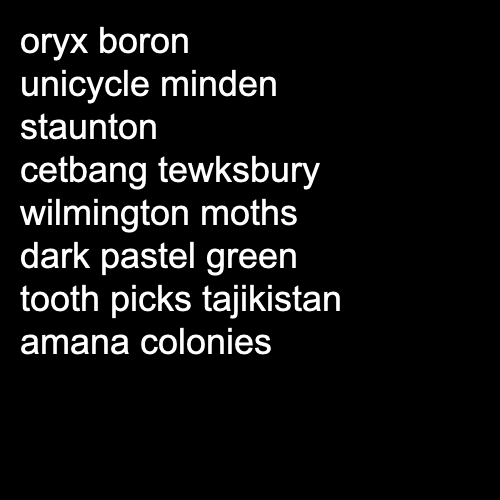 oryx boron
unicycle minden
staunton
cetbang tewksbury
wilmington moths
dark pastel green
tooth picks tajikistan
amana colonies